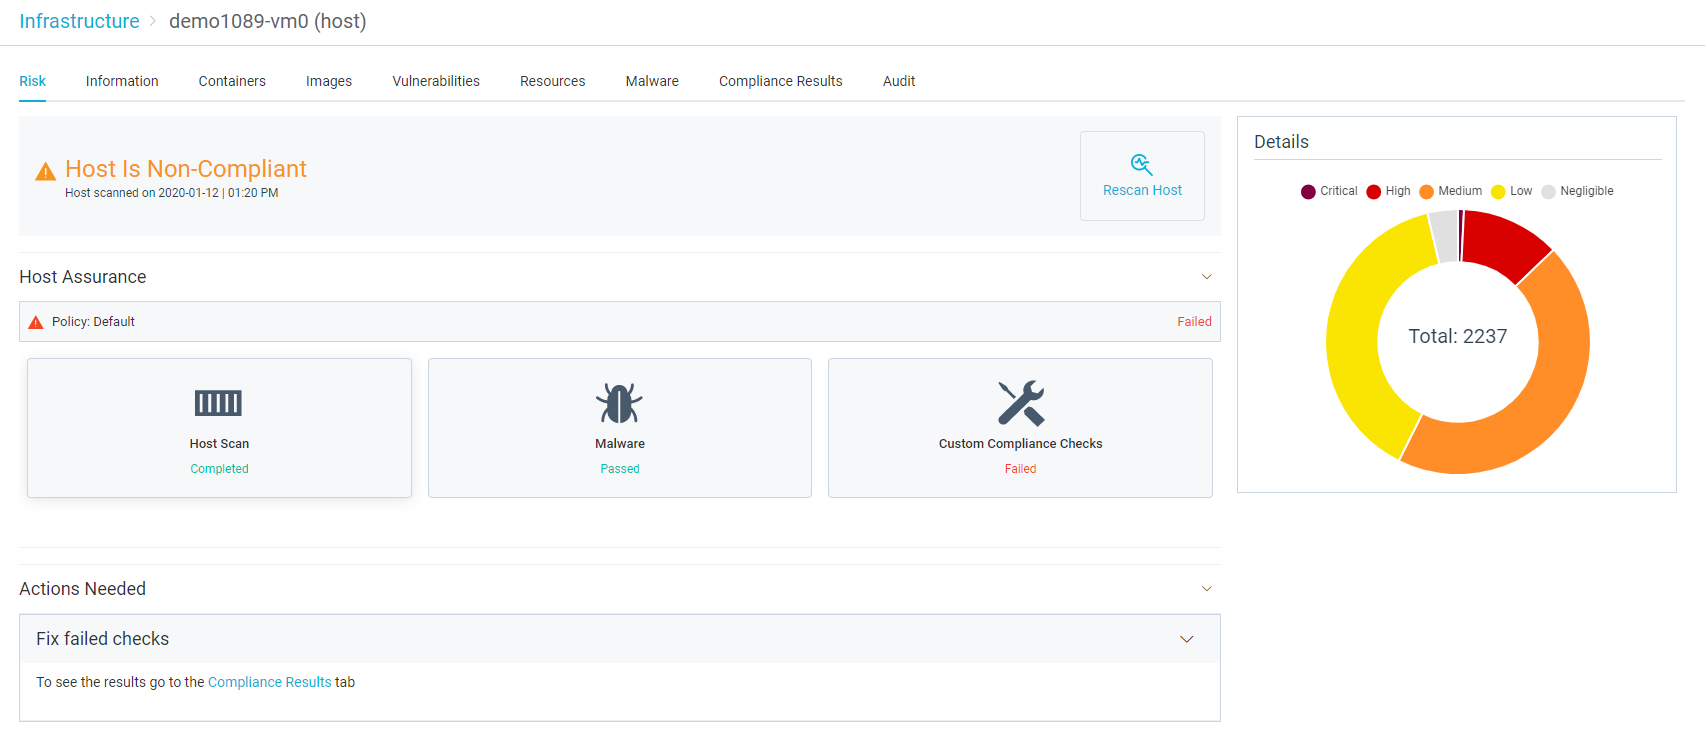 Infrastructure > demo1089-vm0 (host)
Risk Information Containers Images Vulnerabilities Resources Malware Compliance Results Audit
Host Is Non-Compliant
Host scanned on 2020-01-12 | 01:20 PM
Rescan Host
Host Assurance
Policy: Default Failed
Host Scan
Completed
Malware
Passed
Custom Compliance Checks
Failed
Actions Needed
Fix failed checks
To see the results go to the Compliance Results tab
Details
Critical High Medium Low Negligible
Total: 2237